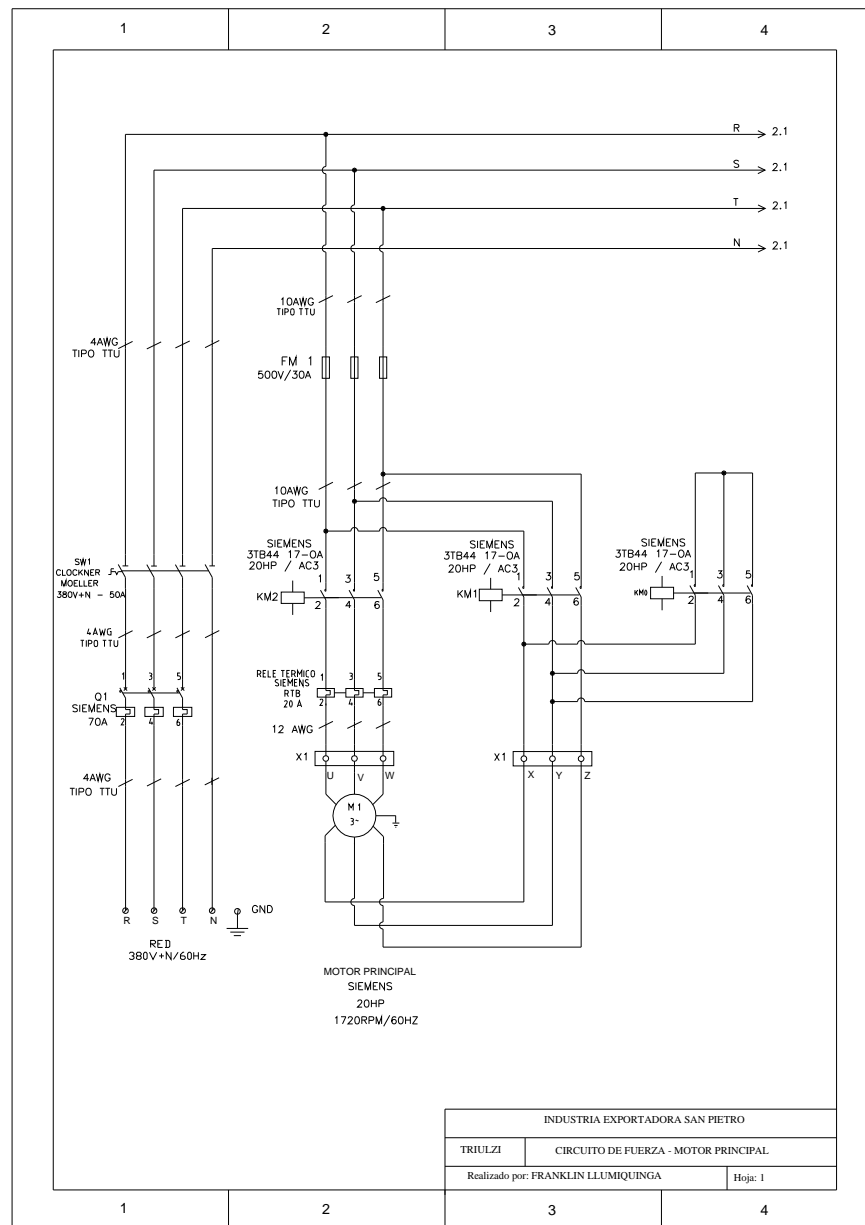 1 2 3 4
R 2.1
S 2.1
T 2.1
N 2.1
10AWG
TIPO TTU
4AWG
TIPO TTU
FM 1
500V/30A
10AWG
TIPO TTU
SIEMENS
3TB44 17-0A
20HP / AC3
1 3 5
KM2
2 4 6
SIEMENS
3TB44 17-0A
20HP / AC3
1 3 5
KM1
2 4 6
SIEMENS
3TB44 17-0A
20HP / AC3
1 3 5
KM0
2 4 6
SW1
CLOCKNER
MOELLER
380V+N - 50A
4AWG
TIPO TTU
1 3 5
Q1
SIEMENS
70A
2 4 6
RELE TERMICO
SIEMENS
RTB
20 A
1 3 5
2 4 6
12 AWG
X1
U V W
X1
X Y Z
4AWG
TIPO TTU
M 1
3~
R S T N
GND
RED
380V+N/60Hz
MOTOR PRINCIPAL
SIEMENS
20HP
1720RPM/60HZ
INDUSTRIA EXPORTADORA SAN PIETRO
TRIULZI CIRCUITO DE FUERZA - MOTOR PRINCIPAL
Realizado por: FRANKLIN LLUMIQUINGA Hoja: 1
1 2 3 4